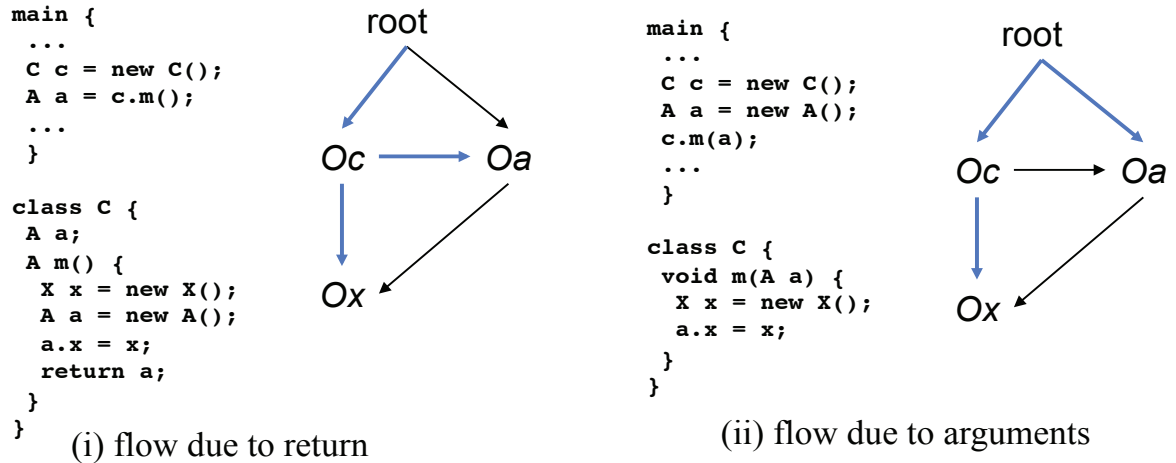 main {
...
C c = new C();
A a = c.m();
...
}
class C {
A a;
A m() {
X x = new X();
A a = new A();
a.x = x;
return a;
}
}
root
Oc
Oa
Ox
(i) flow due to return
main {
...
C c = new C();
A a = new A();
c.m(a);
...
}
class C {
void m(A a) {
X x = new X();
a.x = x;
}
}
root
Oc
Oa
Ox
(ii) flow due to arguments